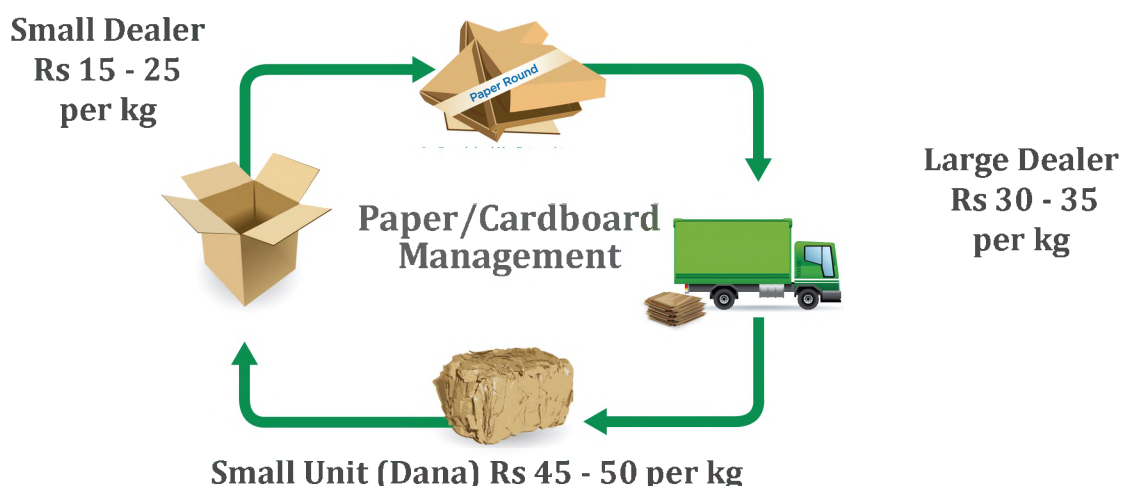 Small Dealer
Rs 15 - 25
per kg
Paper Round
Large Dealer
Rs 30 - 35
per kg
Paper/Cardboard
Management
Small Unit (Dana) Rs 45 - 50 per kg